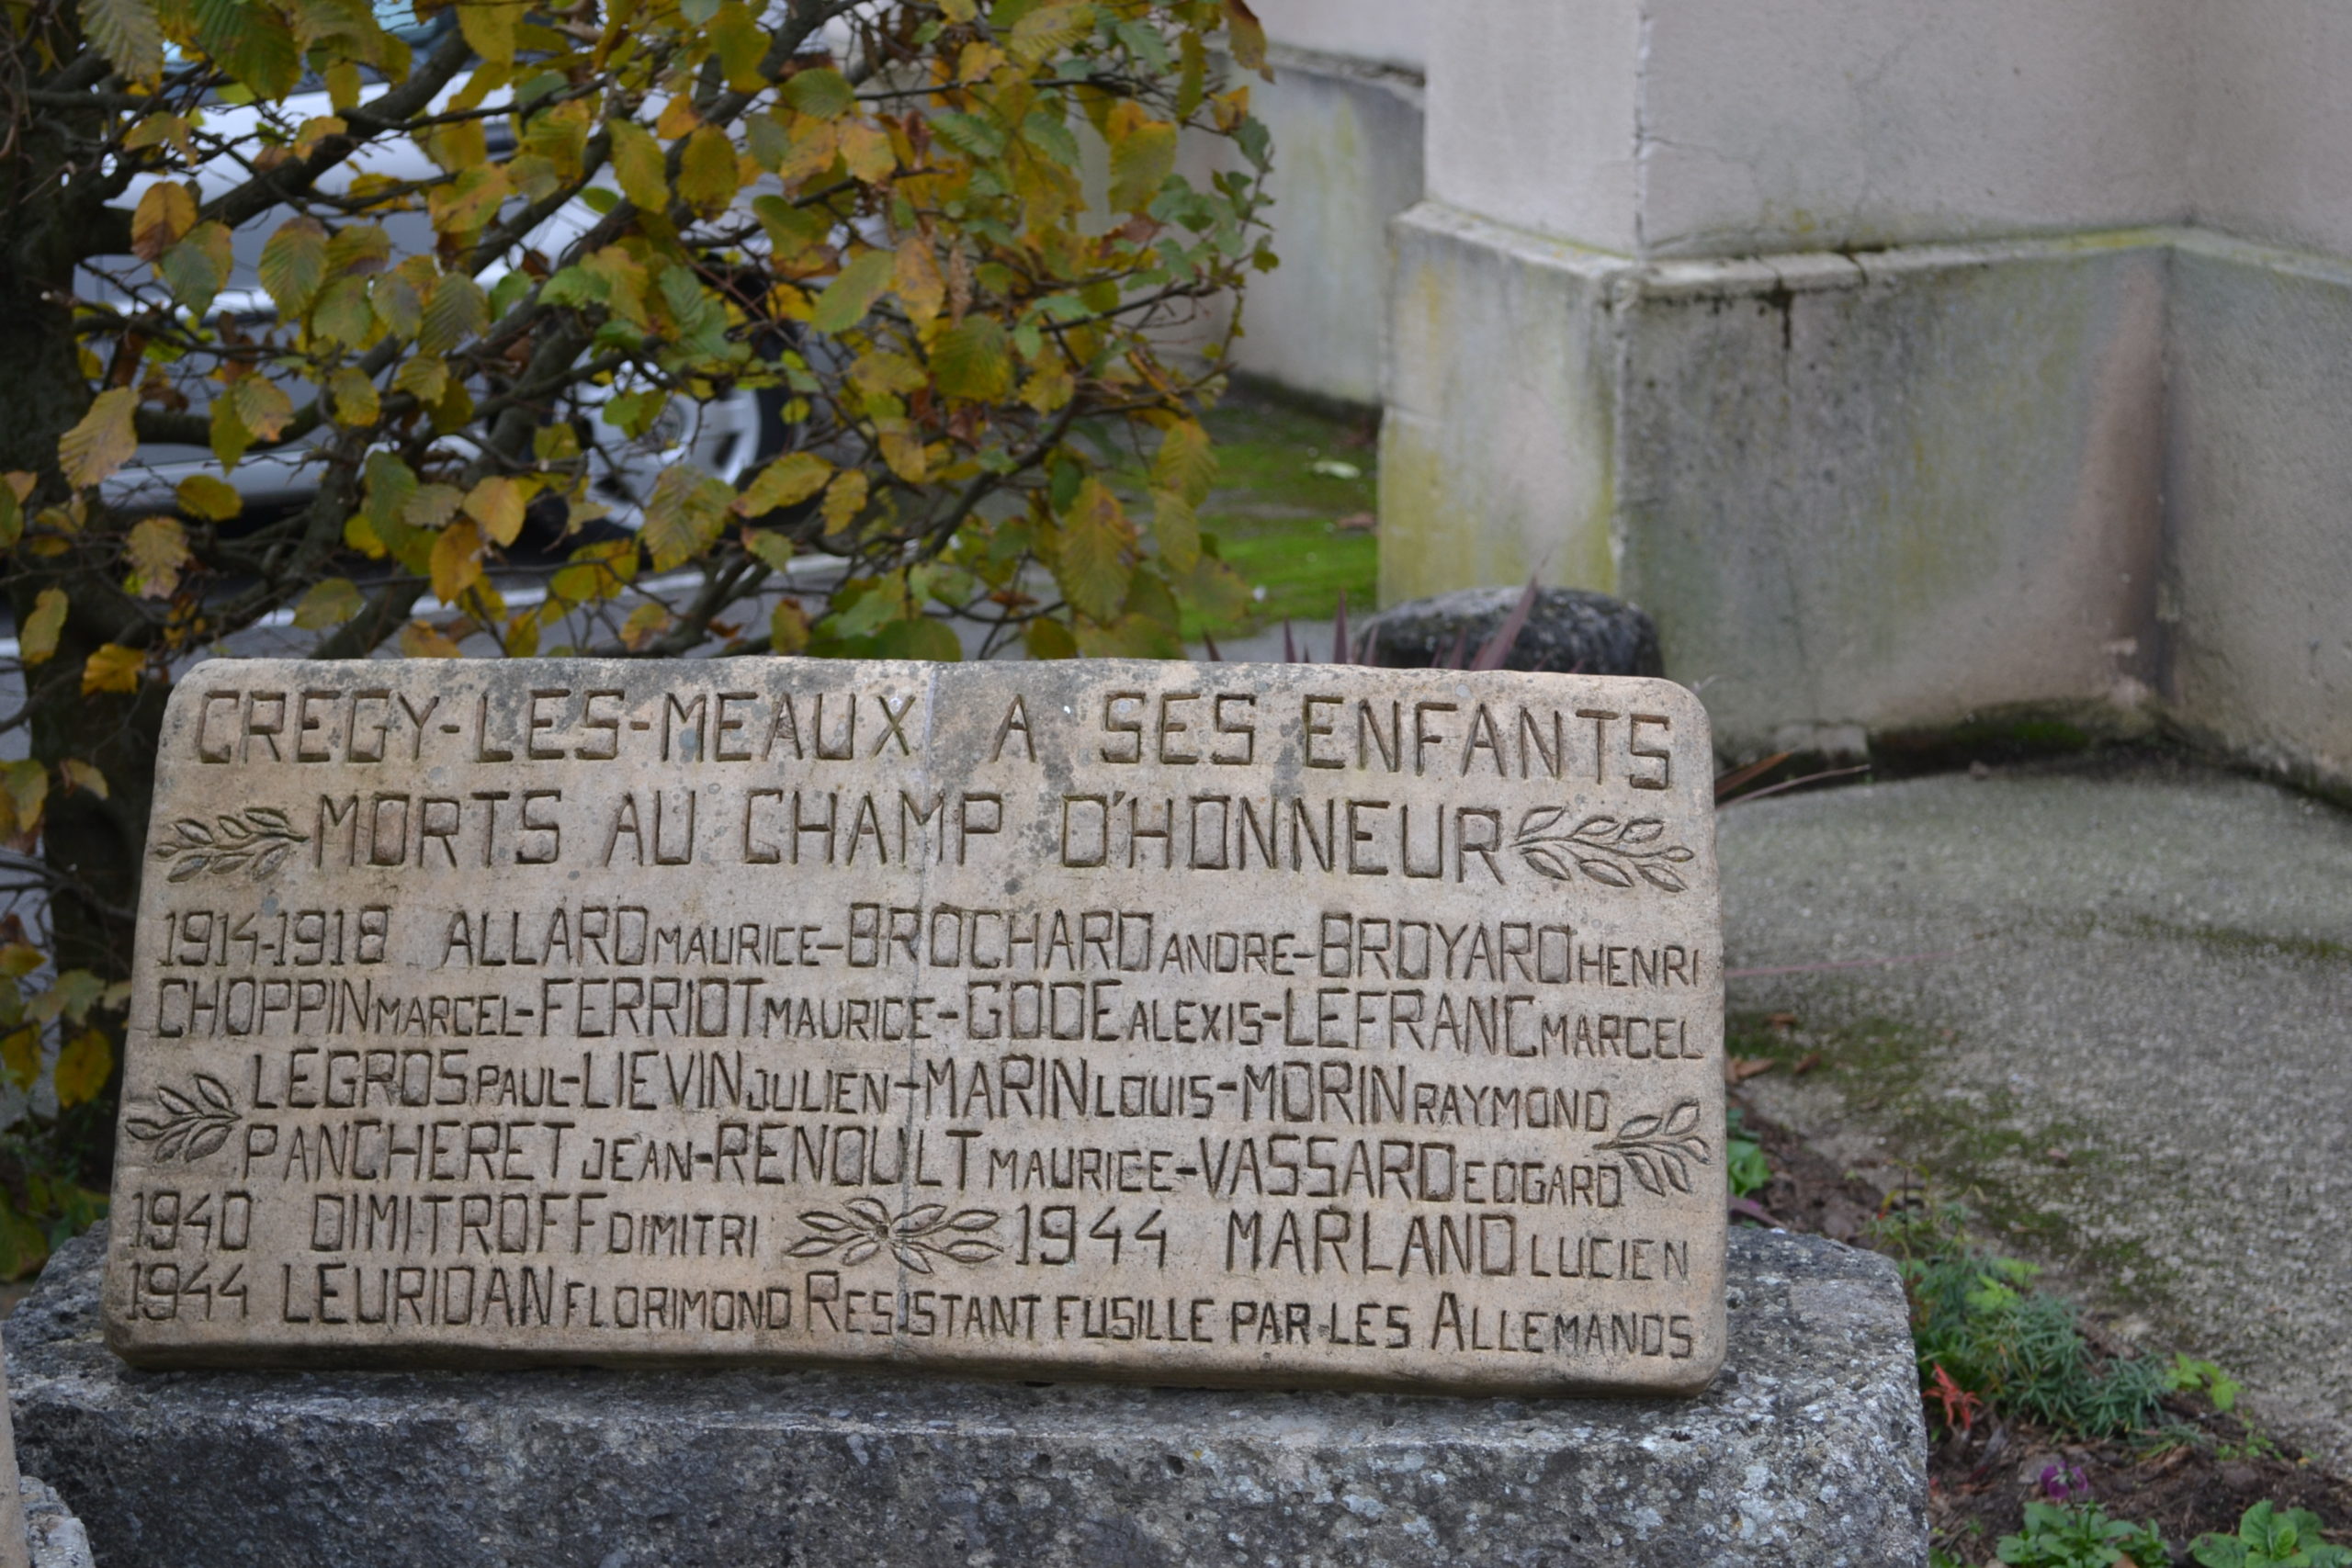 CREGY-LES-MEAUX A SES ENFANTS
MORTS AU CHAMP D'HONNEUR
1914-1918 ALLARD MAURICE-BROCHARD ANDRE-BROYARD HENRI
CHOPPIN MARCEL-FERRIOT MAURICE-GODE ALEXIS-LEFRANC MARCEL
LEGROS PAUL-LIEVIN JULIEN-MARIN LOUIS-MORIN RAYMOND
PANCHERET JEAN-RENOULT MAURICE-VASSARD EDGARD
1940 DIMITROFF DIMITRI 1944 MARLAND LUCIEN
1944 LEURIDAN FLORIMOND RESISTANT FUSILLE PAR LES ALLEMANDS